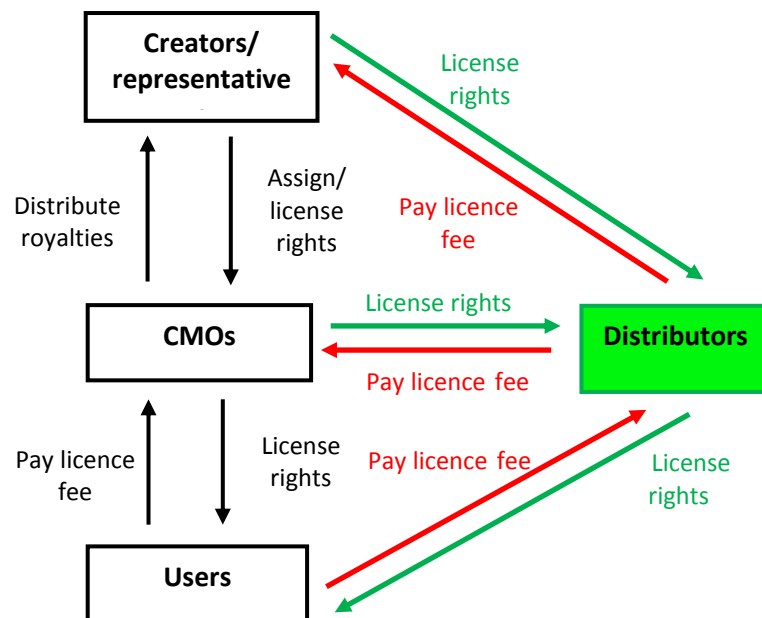 Creators/
representative
License
rights
Distribute
royalties
Assign/
license
rights
Pay licence
fee
License rights
CMOs
Distributors
Pay licence fee
Pay licence
fee
License
rights
Pay licence fee
License
rights
Users